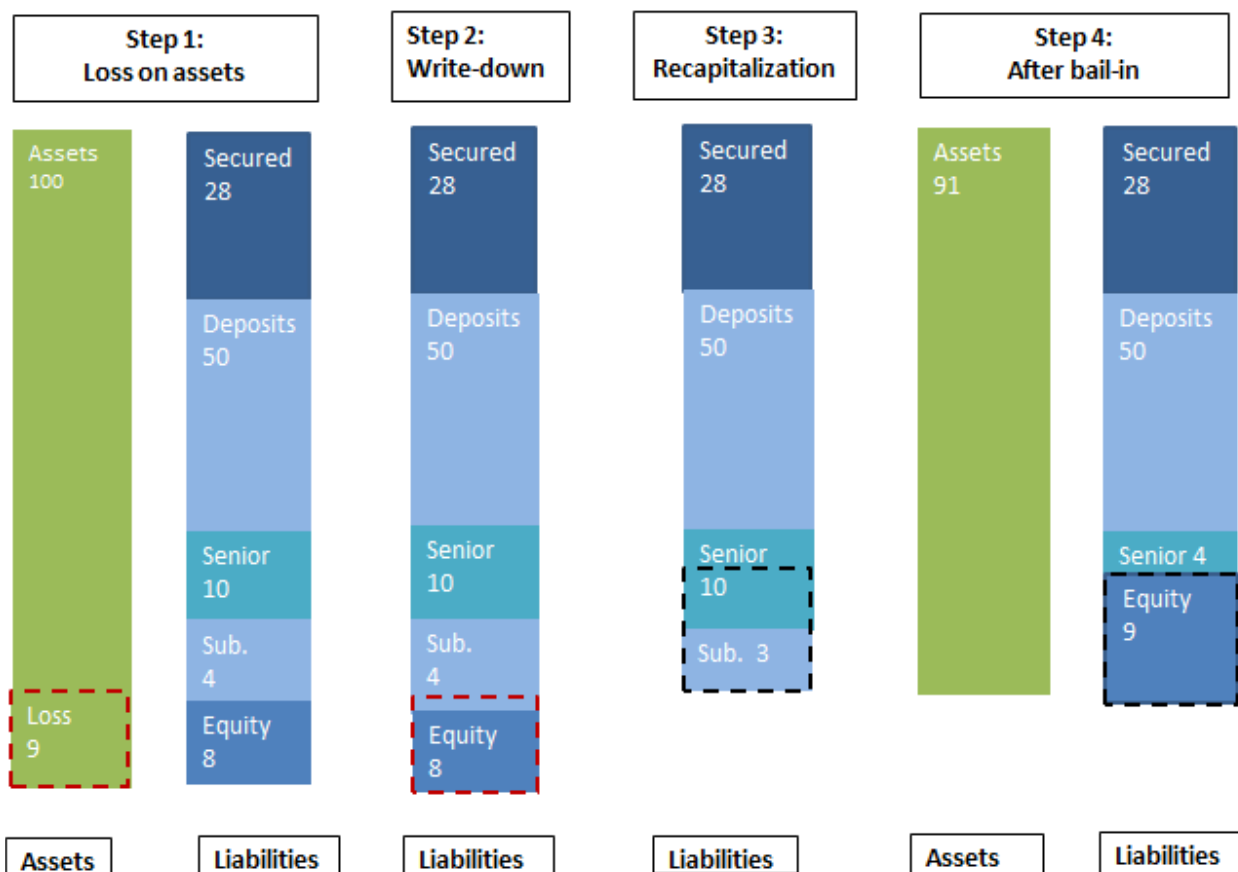 Step 1:
Loss on assets
Step 2:
Write-down
Step 3:
Recapitalization
Step 4:
After bail-in
Assets
100
Loss
9
Secured
28
Deposits
50
Senior
10
Sub.
4
Equity
8
Secured
28
Deposits
50
Senior
10
Sub.
4
Equity
8
Secured
28
Deposits
50
Senior
10
Sub. 3
Assets
91
Secured
28
Deposits
50
Senior 4
Equity
9
Assets
Liabilities
Liabilities
Liabilities
Assets
Liabilities